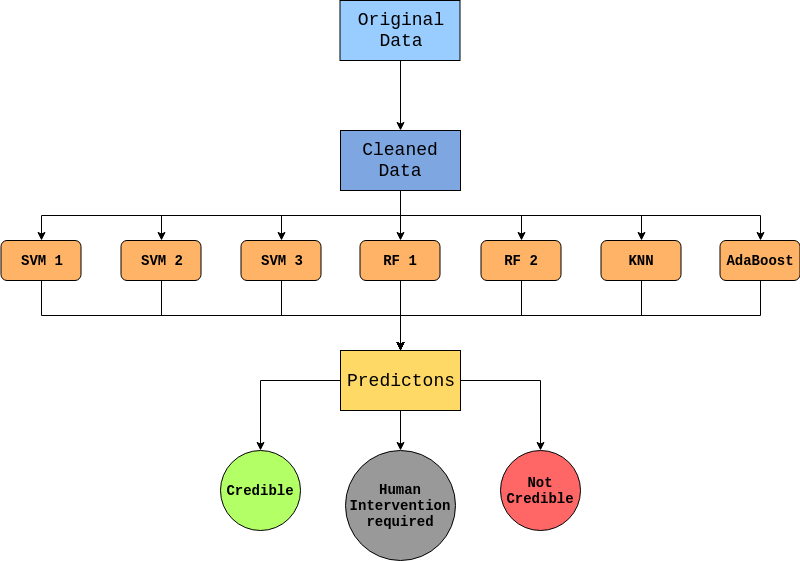 Original
Data
Cleaned
Data
SVM 1
SVM 2
SVM 3
RF 1
RF 2
KNN
AdaBoost
Predictons
Credible
Human
Intervention
required
Not
Credible